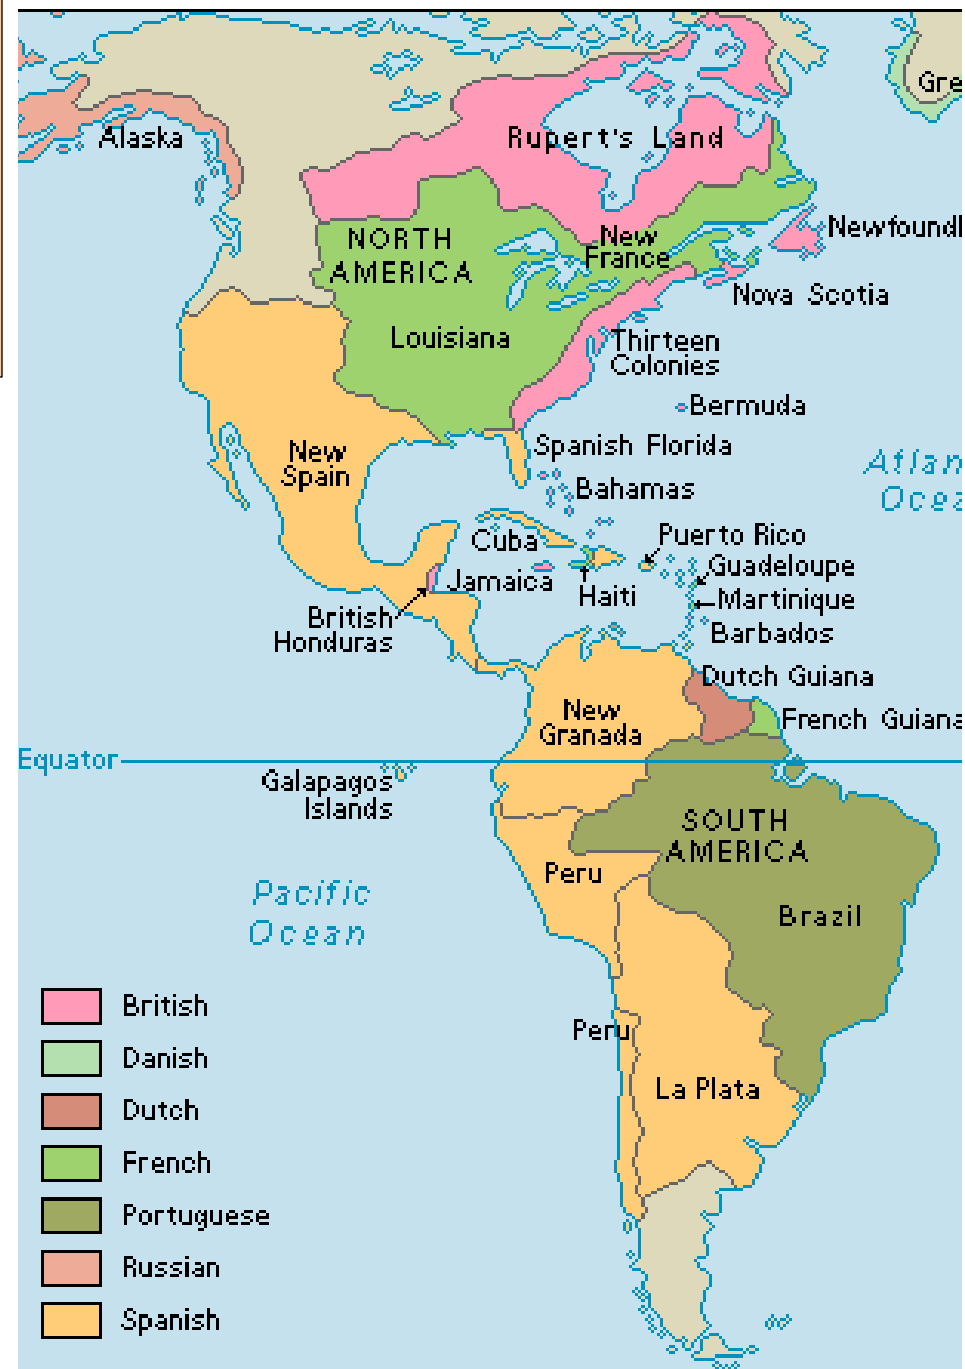 Gre
Alaska
Rupert's Land
Newfoundl
NORTH
AMERICA
New
France
Nova Scotia
Louisiana
Thirteen
Colonies
Bermuda
New
Spain
Spanish Florida
Atlan
Ocea
Bahamas
Cuba
Puerto Rico
Guadeloupe
Jamaica
Haiti
Martinique
British
Honduras
Barbados
Dutch Guiana
New
Granada
French Guiana
Equator
Galapagos
Islands
SOUTH
AMERICA
Peru
Pacific
Ocean
Brazil
Peru
La Plata
British
Danish
Dutch
French
Portuguese
Russian
Spanish